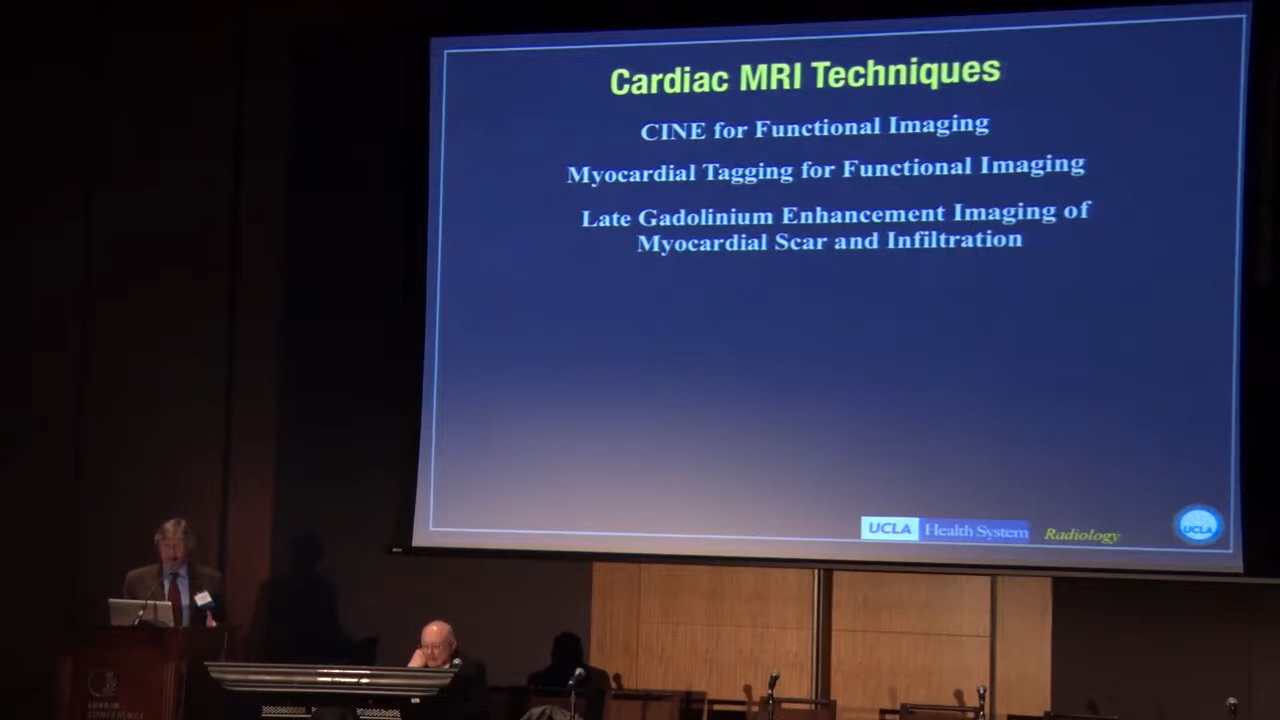 Cardiac MRI Techniques
CINE for Functional Imaging
Myocardial Tagging for Functional Imaging
Late Gadolinium Enhancement Imaging of
Myocardial Scar and Infiltration
UCLA Health System Radiology UCLA
CONFERENCE